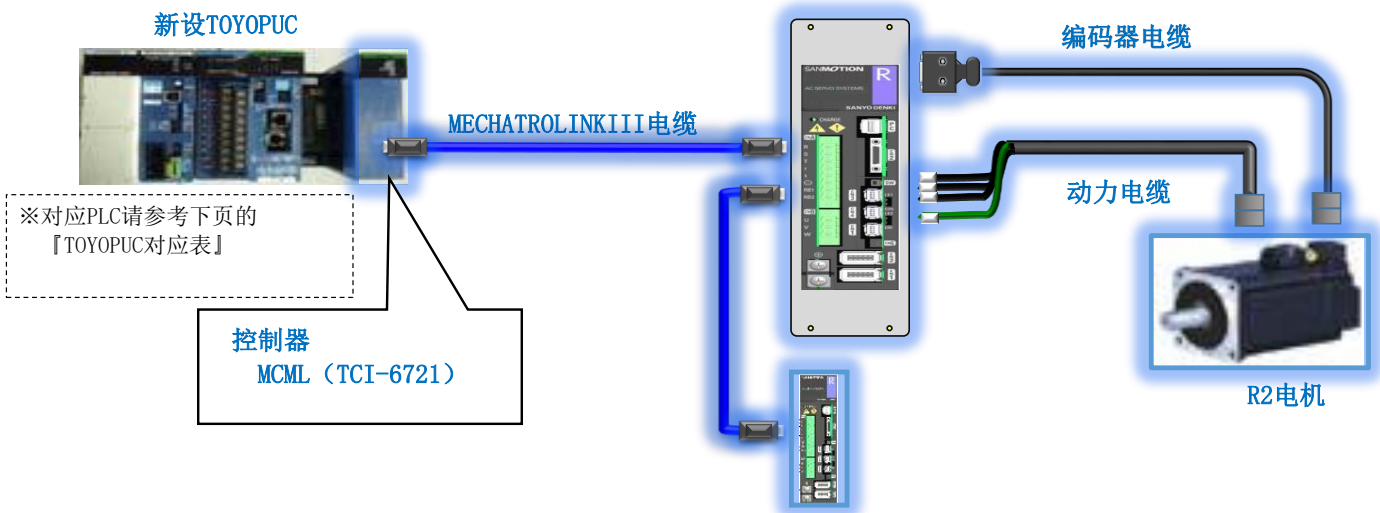 新设TOYOPUC
MECHATROLINKIII电缆
※对应PLC请参考下页的
『TOYOPUC对应表』
控制器
MCML（TCI-6721）
SANMOTION
R
AC SERVO SYSTEMS
SANYO DENKI
CHARGE
R
S
T
r
t
RB1
RB2
U
V
W
编码器电缆
动力电缆
R2电机
R